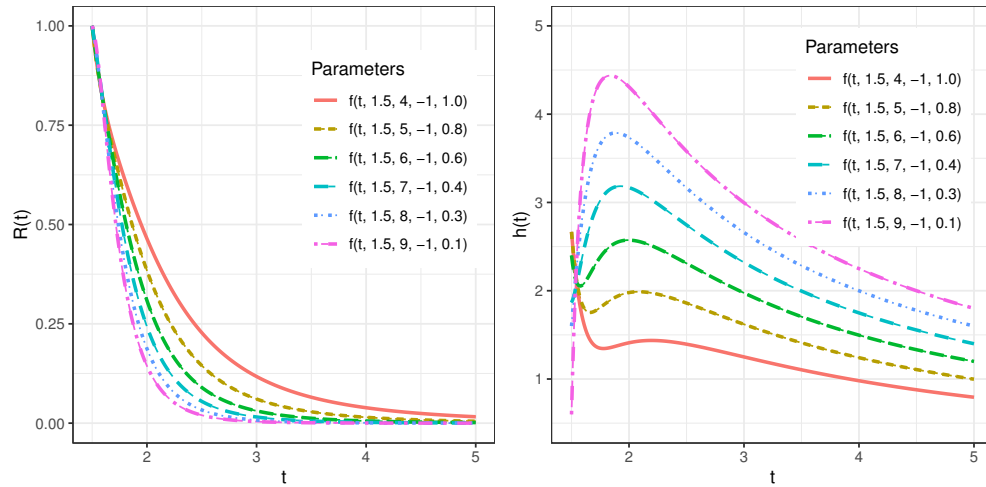 R(t)
1.00
0.75
0.50
0.25
0.00
2
3
4
5
t
Parameters
f(t, 1.5, 4, −1, 1.0)
f(t, 1.5, 5, −1, 0.8)
f(t, 1.5, 6, −1, 0.6)
f(t, 1.5, 7, −1, 0.4)
f(t, 1.5, 8, −1, 0.3)
f(t, 1.5, 9, −1, 0.1)
h(t)
5
4
3
2
1
2
3
4
5
t
Parameters
f(t, 1.5, 4, −1, 1.0)
f(t, 1.5, 5, −1, 0.8)
f(t, 1.5, 6, −1, 0.6)
f(t, 1.5, 7, −1, 0.4)
f(t, 1.5, 8, −1, 0.3)
f(t, 1.5, 9, −1, 0.1)